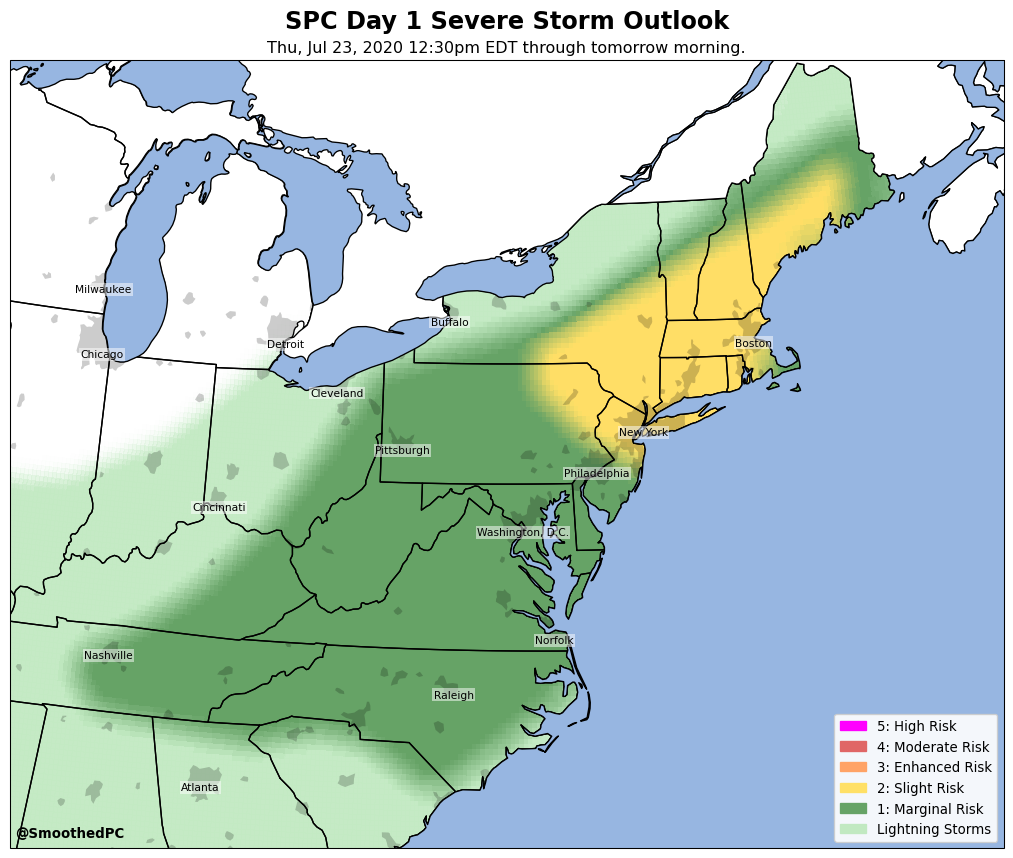 SPC Day 1 Severe Storm Outlook
Thu, Jul 23, 2020 12:30pm EDT through tomorrow morning.
Milwaukee
Buffalo
Detroit
Boston
Chicago
Cleveland
New York
Pittsburgh
Philadelphia
Cincinnati
Washington, D.C.
Norfolk
Nashville
Raleigh
Atlanta
5: High Risk
4: Moderate Risk
3: Enhanced Risk
2: Slight Risk
1: Marginal Risk
Lightning Storms
@SmoothedPC